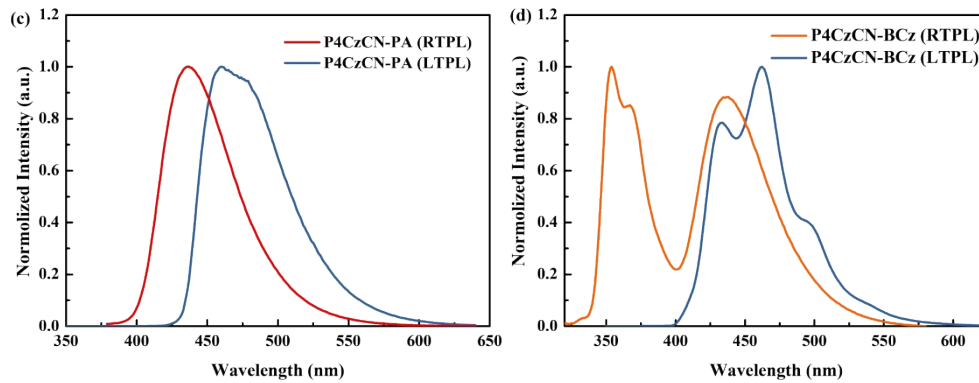 (c)
P4CzCN-PA (RTPL)
P4CzCN-PA (LTPL)
Normolized Intensity (a.u.)
1.2
1.0
0.8
0.6
0.4
0.2
0.0
350 400 450 500 550 600 650
Wavelength (nm)
(d)
P4CzCN-BCz (RTPL)
P4CzCN-BCz (LTPL)
Normolized Intensity (a.u.)
1.2
1.0
0.8
0.6
0.4
0.2
0.0
350 400 450 500 550 600
Wavelength (nm)